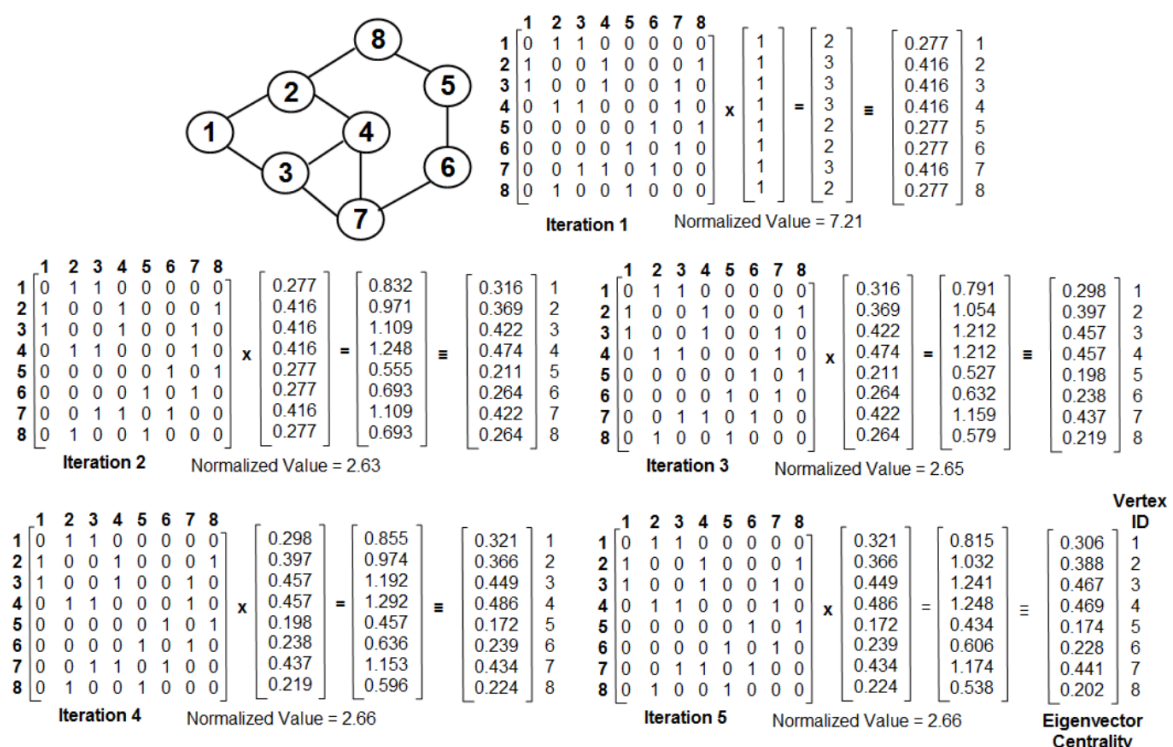 8
2
5
1
4
3
6
7
1 2 3 4 5 6 7 8
1 0 1 1 0 0 0 0 0 1 2 0.277 1
2 1 0 0 1 0 0 0 1 1 3 0.416 2
3 1 0 0 1 0 0 1 0 1 3 0.416 3
4 0 1 1 0 0 0 1 0 x 1 = 3 ≡ 0.416 4
5 0 0 0 0 0 1 0 1 1 2 0.277 5
6 0 0 0 0 1 0 1 0 1 2 0.277 6
7 0 0 1 1 0 1 0 0 1 3 0.416 7
8 0 1 0 0 1 0 0 0 1 2 0.277 8
Iteration 1 Normalized Value = 7.21
1 2 3 4 5 6 7 8
1 0 1 1 0 0 0 0 0 0.277 0.832 0.316 1
2 1 0 0 1 0 0 0 1 0.416 0.971 0.369 2
3 1 0 0 1 0 0 1 0 0.416 1.109 0.422 3
4 0 1 1 0 0 0 1 0 x 0.416 = 1.248 ≡ 0.474 4
5 0 0 0 0 0 1 0 1 0.277 0.555 0.211 5
6 0 0 0 0 1 0 1 0 0.277 0.693 0.264 6
7 0 0 1 1 0 1 0 0 0.416 1.109 0.422 7
8 0 1 0 0 1 0 0 0 0.277 0.693 0.264 8
Iteration 2 Normalized Value = 2.63
1 2 3 4 5 6 7 8
1 0 1 1 0 0 0 0 0 0.316 0.791 0.298 1
2 1 0 0 1 0 0 0 1 0.369 1.054 0.397 2
3 1 0 0 1 0 0 1 0 0.422 1.212 0.457 3
4 0 1 1 0 0 0 1 0 x 0.474 = 1.212 ≡ 0.457 4
5 0 0 0 0 0 1 0 1 0.211 0.527 0.198 5
6 0 0 0 0 1 0 1 0 0.264 0.632 0.238 6
7 0 0 1 1 0 1 0 0 0.422 1.159 0.437 7
8 0 1 0 0 1 0 0 0 0.264 0.579 0.219 8
Iteration 3 Normalized Value = 2.65
1 2 3 4 5 6 7 8
1 0 1 1 0 0 0 0 0 0.298 0.855 0.321 1
2 1 0 0 1 0 0 0 1 0.397 0.974 0.366 2
3 1 0 0 1 0 0 1 0 0.457 1.192 0.449 3
4 0 1 1 0 0 0 1 0 x 0.457 = 1.292 ≡ 0.486 4
5 0 0 0 0 0 1 0 1 0.198 0.457 0.172 5
6 0 0 0 0 1 0 1 0 0.238 0.636 0.239 6
7 0 0 1 1 0 1 0 0 0.437 1.153 0.434 7
8 0 1 0 0 1 0 0 0 0.219 0.596 0.224 8
Iteration 4 Normalized Value = 2.66
Vertex
ID
1 2 3 4 5 6 7 8
1 0 1 1 0 0 0 0 0 0.321 0.815 0.306 1
2 1 0 0 1 0 0 0 1 0.366 1.032 0.388 2
3 1 0 0 1 0 0 1 0 0.449 1.241 0.467 3
4 0 1 1 0 0 0 1 0 x 0.486 = 1.248 ≡ 0.469 4
5 0 0 0 0 0 1 0 1 0.172 0.434 0.174 5
6 0 0 0 0 1 0 1 0 0.239 0.606 0.228 6
7 0 0 1 1 0 1 0 0 0.434 1.174 0.441 7
8 0 1 0 0 1 0 0 0 0.224 0.538 0.202 8
Iteration 5 Normalized Value = 2.66
Eigenvector
Centrality